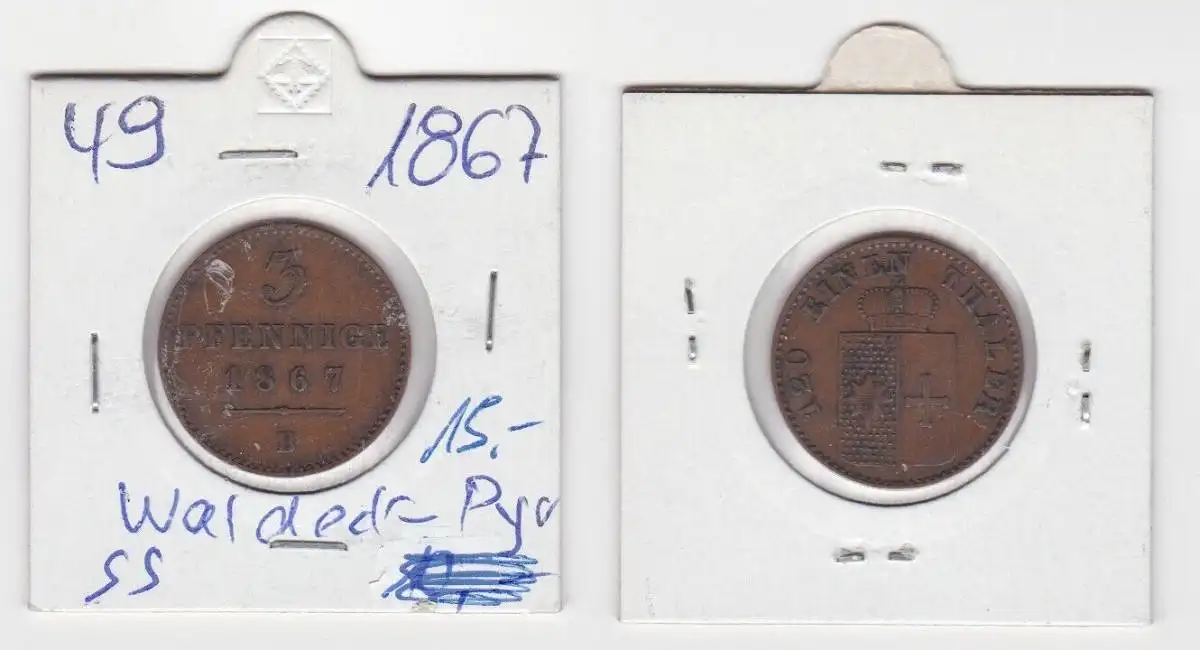 49 1867
3
PFENNIGE
1867
B
15,-
Waldeck-Pyr
SS
120 EINEN THALER